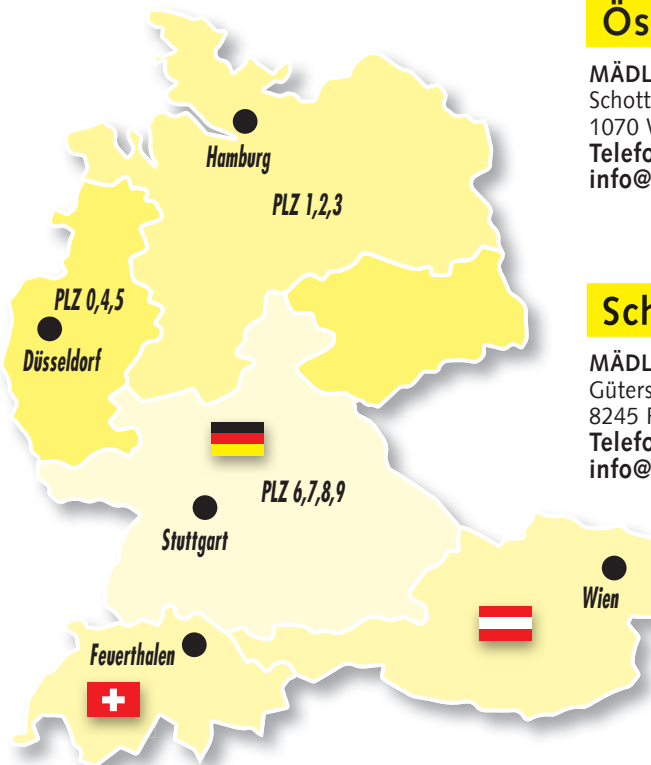 Ös
MÄDL
Schott
1070
Telefo
info@
Hamburg
PLZ 1,2,3
PLZ 0,4,5
Düsseldorf
Sch
MÄDL
Güters
8245
Telefo
info@
PLZ 6,7,8,9
Stuttgart
Wien
Feuerthalen